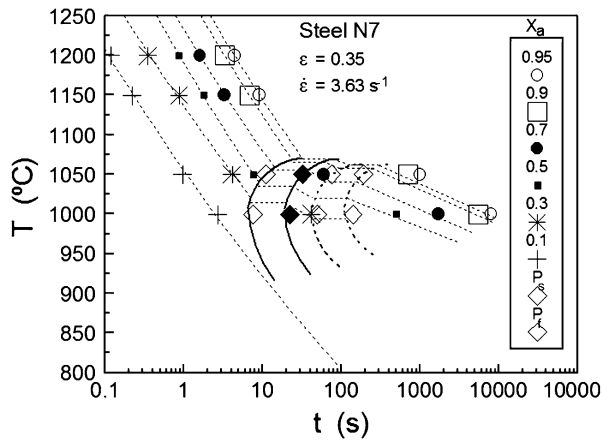 Steel N7
ε = 0.35
ε̇ = 3.63 s⁻¹
Xa
0.95
0.9
0.7
0.5
0.3
0.1
Ps
Pf
T (ºC)
1200
1150
1100
1050
1000
950
900
850
800
0.1 1 10 100 1000 10000 100000
t (s)